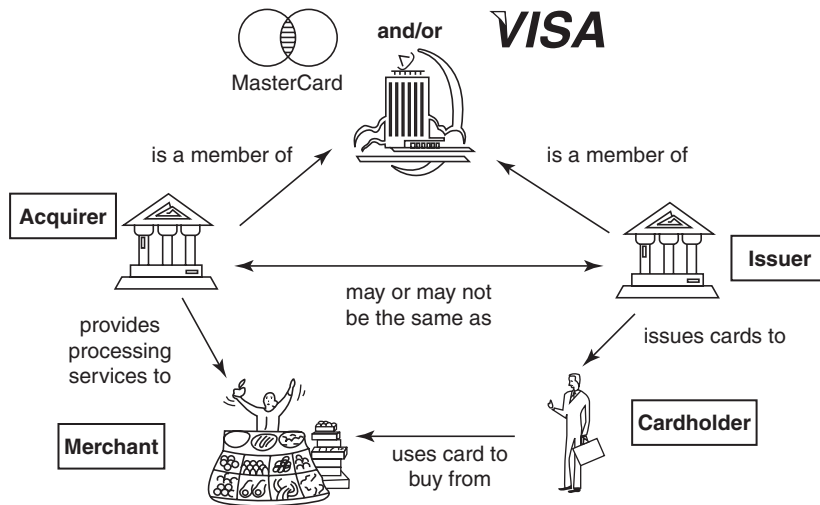 and/or
VISA
MasterCard
is a member of
is a member of
Acquirer
Issuer
may or may not
be the same as
provides
processing
services to
issues cards to
Merchant
Cardholder
uses card to
buy from